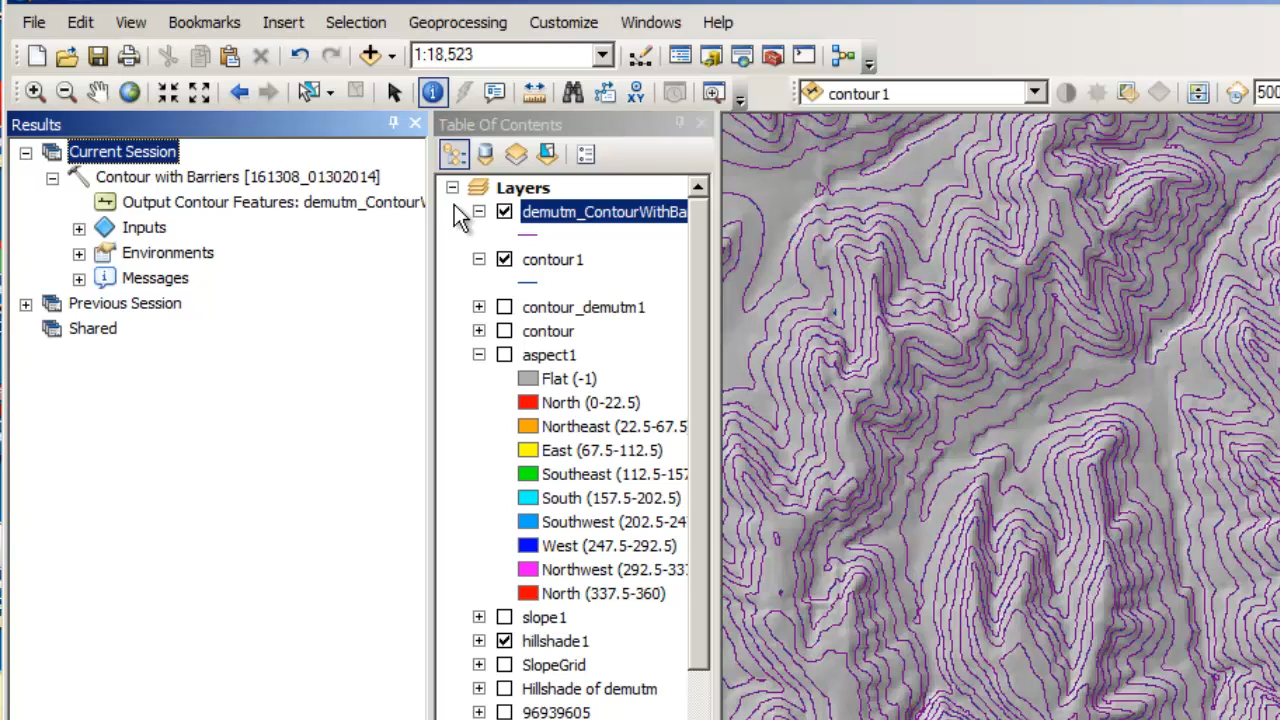 File Edit View Bookmarks Insert Selection Geoprocessing Customize Windows Help
1:18,523
contour1 500
Results
Table Of Contents
Current Session
Contour with Barriers [161308_01302014]
Output Contour Features: demutm_ContourW
Inputs
Environments
Messages
Previous Session
Shared
Layers
demutm_ContourWithBa
contour1
contour_demutm1
contour
aspect1
Flat (-1)
North (0-22.5)
Northeast (22.5-67.5
East (67.5-112.5)
Southeast (112.5-157
South (157.5-202.5)
Southwest (202.5-24
West (247.5-292.5)
Northwest (292.5-33
North (337.5-360)
slope1
hillshade1
SlopeGrid
Hillshade of demutm
96939605